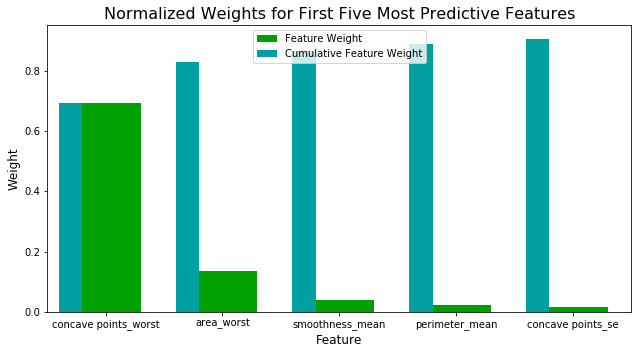 Normalized Weights for First Five Most Predictive Features
Feature Weight
Cumulative Feature Weight
0.8
0.6
0.4
0.2
0.0
Weight
concave points_worst
area_worst
smoothness_mean
perimeter_mean
concave points_se
Feature